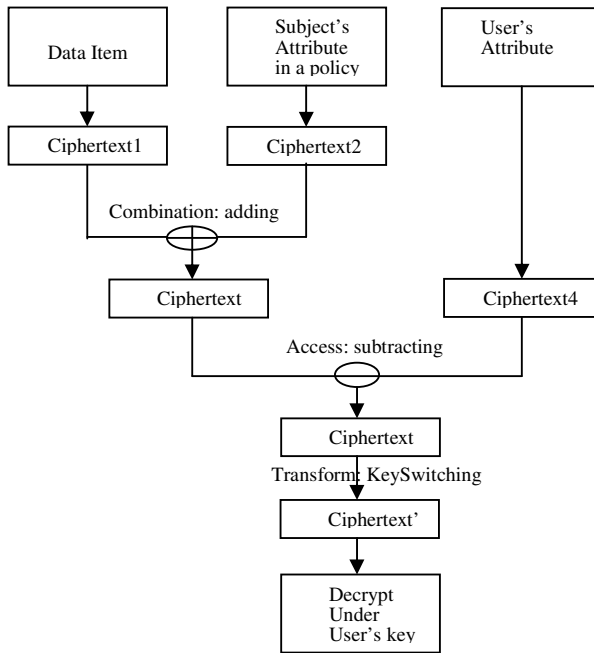 Data Item
Subject's
Attribute
in a policy
User's
Attribute
Ciphertext1
Ciphertext2
Combination: adding
Ciphertext
Ciphertext4
Access: subtracting
Ciphertext
Transform: KeySwitching
Ciphertext’
Decrypt
Under
User's key